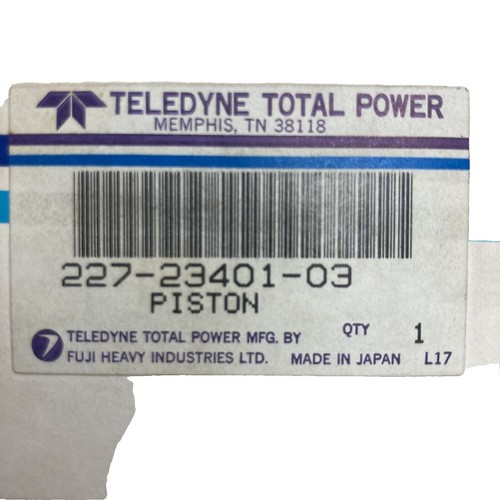 TELEDYNE TOTAL POWER
MEMPHIS, TN 38118
227-23401-03
PISTON
TELEDYNE TOTAL POWER MFG. BY QTY 1
FUJI HEAVY INDUSTRIES LTD. MADE IN JAPAN L17